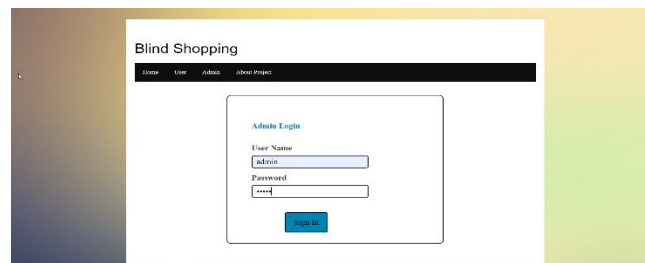 Blind Shopping
Home User Admin About Project
Admin Login
User Name
admin
Password
•••••
Sign In